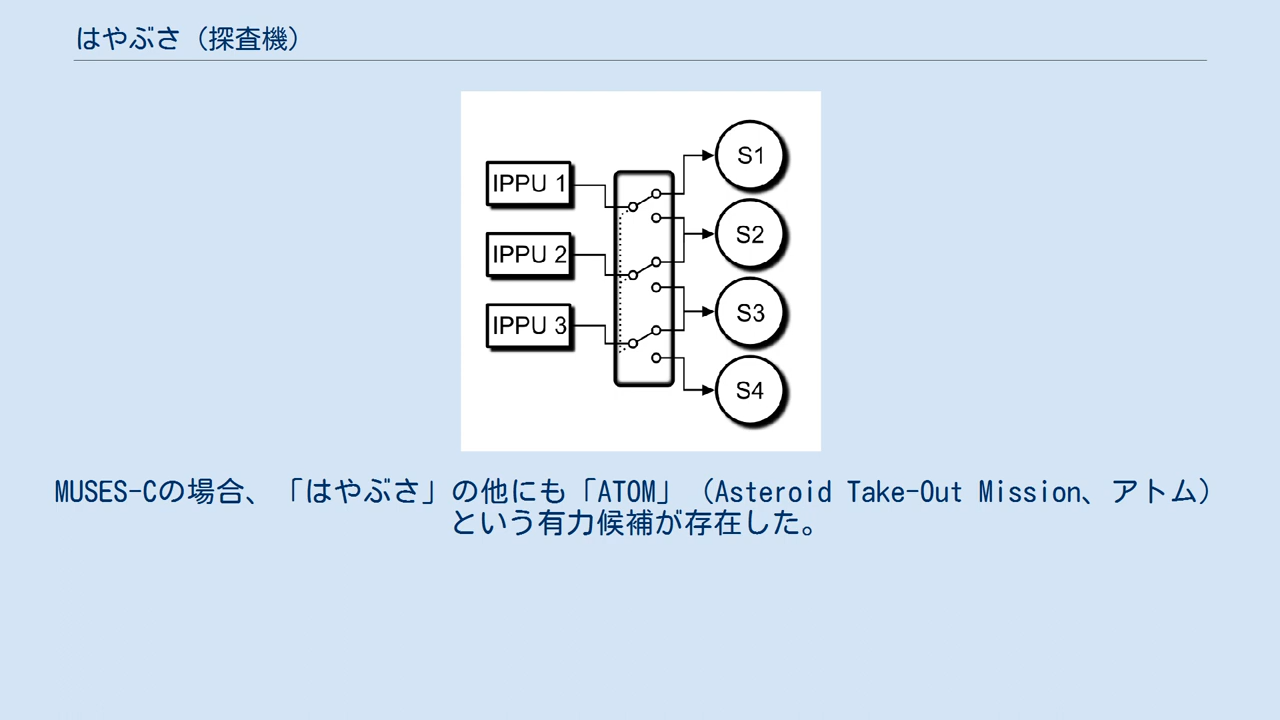 はやぶさ（探査機）
IPPU 1
IPPU 2
IPPU 3
S1
S2
S3
S4
MUSES-Cの場合、「はやぶさ」の他にも「ATOM」（Asteroid Take-Out Mission、アトム）
という有力候補が存在した。